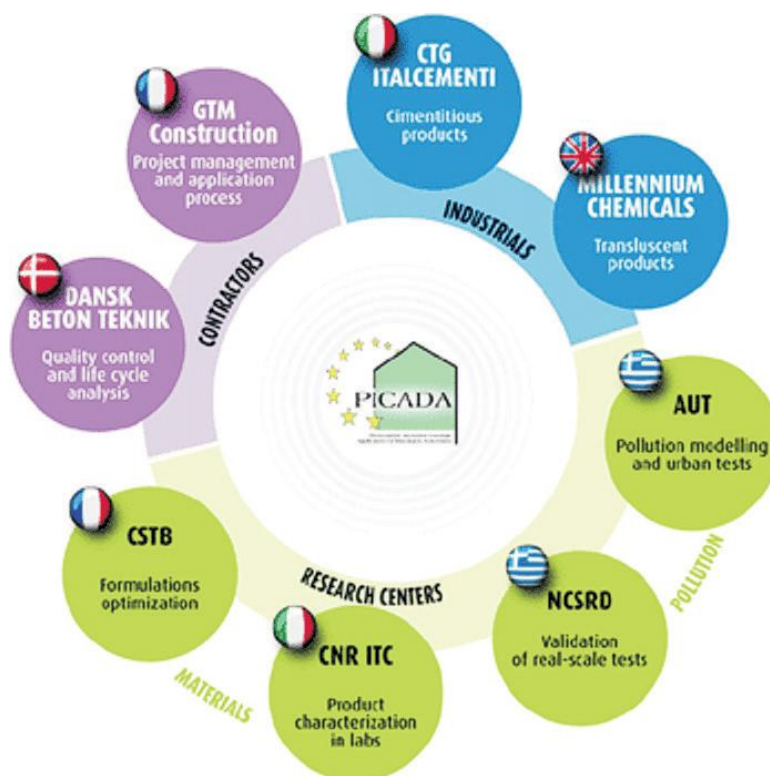 CTG
ITALCEMENTI
Cimentitious
products
MILLENNIUM
CHEMICALS
Transluscent
products
INDUSTRIALS
GTM
Construction
Project management
and application
process
DANSK
BETON TEKNIK
Quality control
and life cycle
analysis
CONTRACTORS
PICADA
AUT
Pollution modelling
and urban tests
NCSRD
Validation
of real-scale tests
POLLUTION
RESEARCH CENTERS
CSTB
Formulations
optimization
CNR ITC
Product
characterization
in labs
MATERIALS